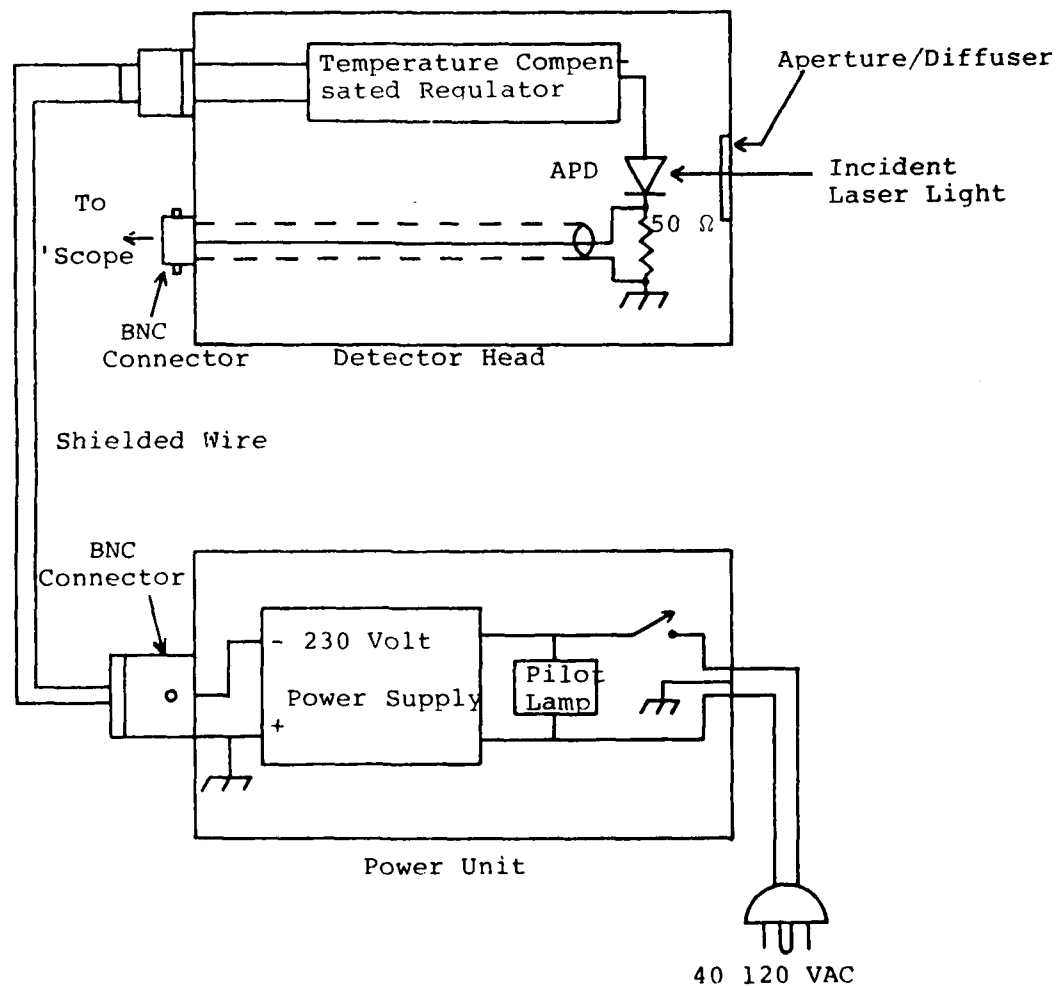 Temperature Compen-
sated Regulator
Aperture/Diffuser
APD
Incident
Laser Light
To
'Scope
50 Ω
BNC
Connector
Detector Head
Shielded Wire
BNC
Connector
- 230 Volt
Power Supply
+
Pilot
Lamp
Power Unit
40 120 VAC